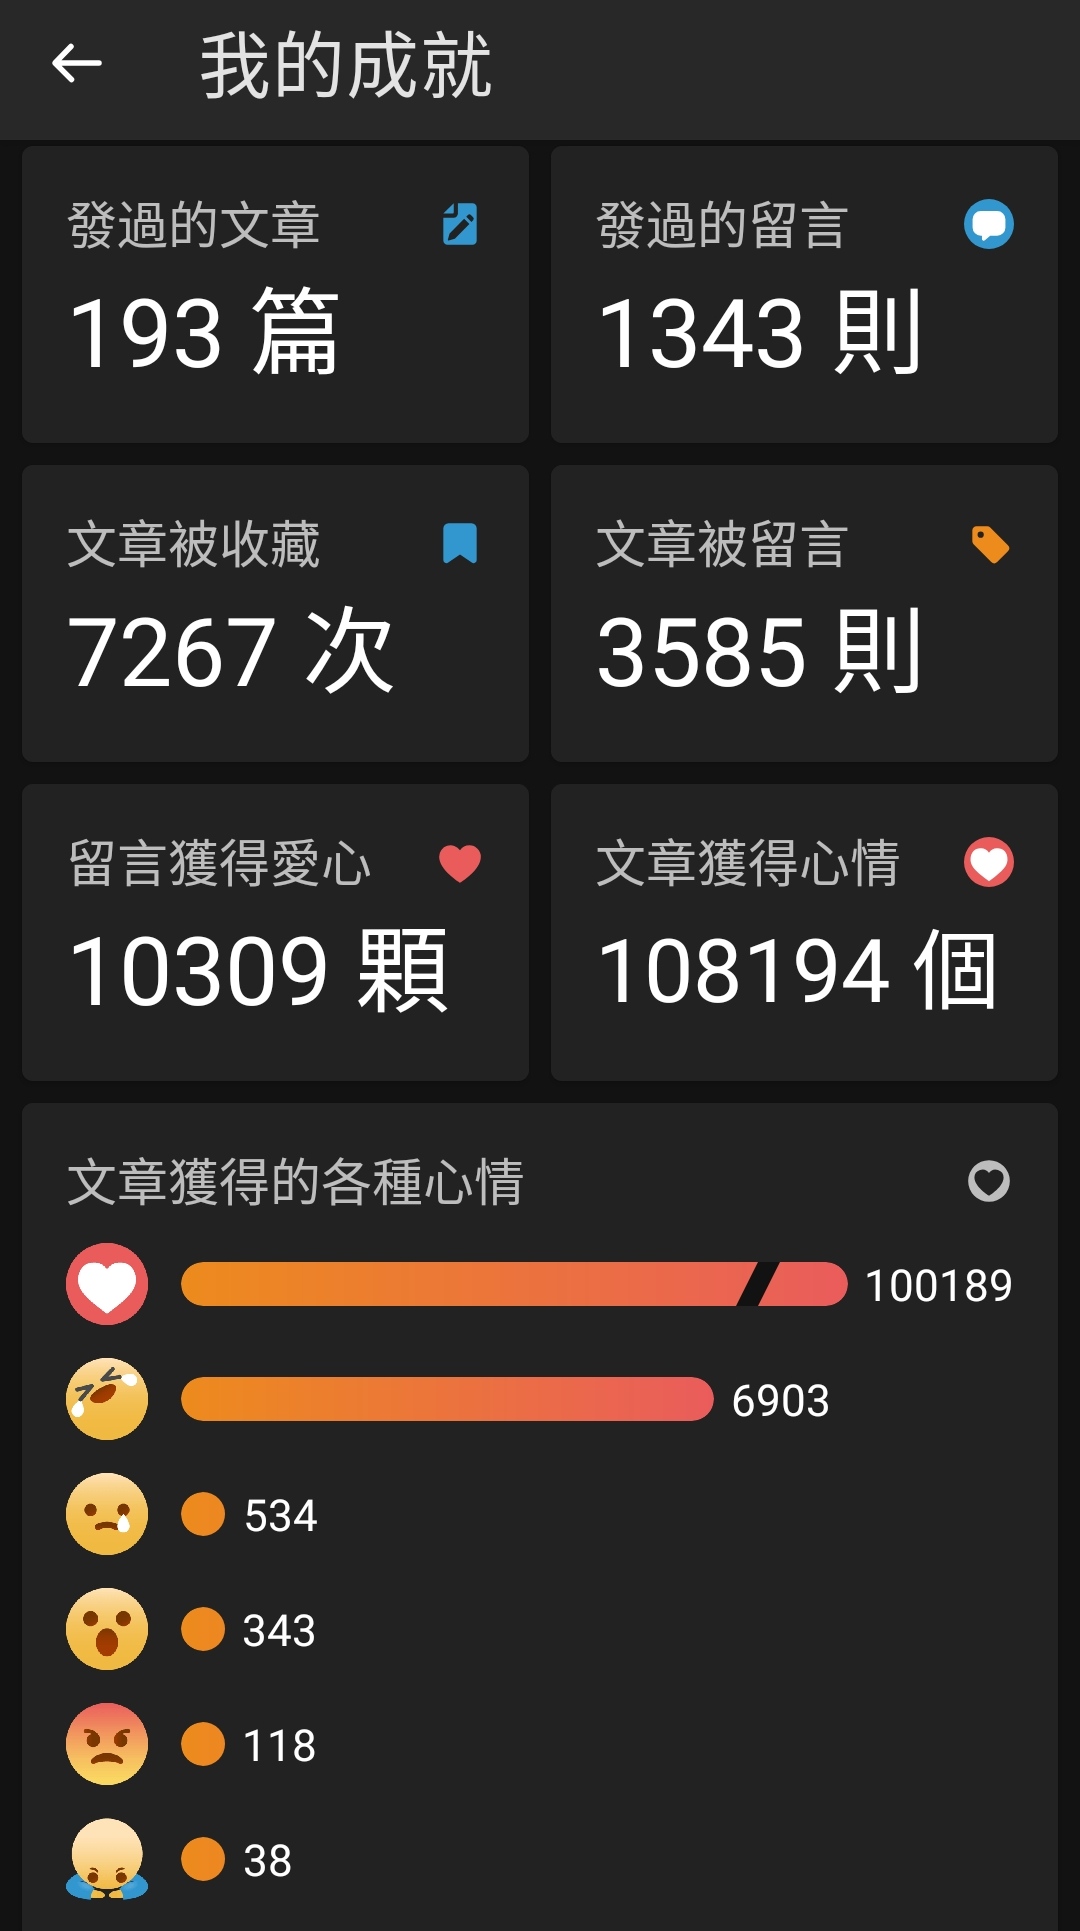 我的成就
發過的文章
193 篇
發過的留言
1343 則
文章被收藏
7267 次
文章被留言
3585 則
留言獲得愛心
10309 顆
文章獲得心情
108194 個
文章獲得的各種心情
100189
6903
534
343
118
38